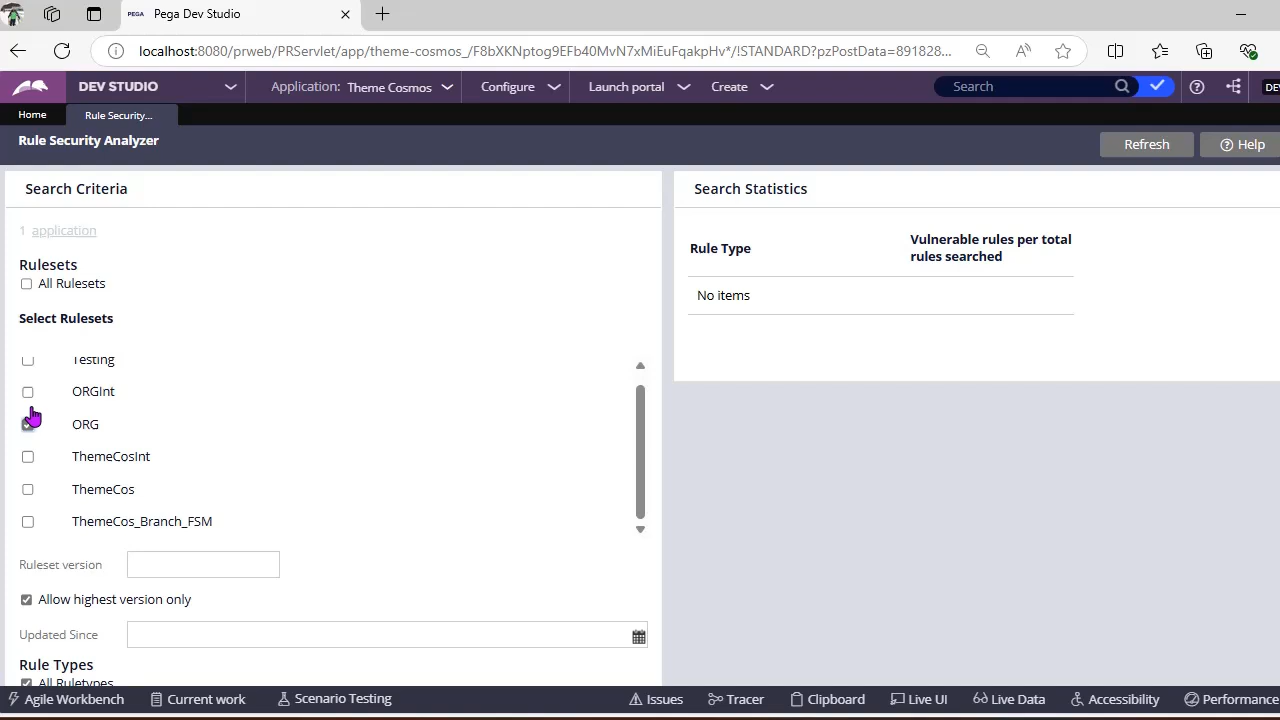 PEGA Pega Dev Studio
localhost:8080/prweb/PRServlet/app/theme-cosmos_/F8bXKNptog9EFb40MvN7xMiEuFqakpHv*/!STANDARD?pzPostData=891828...
DEV STUDIO Application: Theme Cosmos Configure Launch portal Create Search DE
Home Rule Security...
Rule Security Analyzer Refresh Help
Search Criteria
1 application
Rulesets
All Rulesets
Select Rulesets
Testing
ORGInt
ORG
ThemeCosInt
ThemeCos
ThemeCos_Branch_FSM
Ruleset version
Allow highest version only
Updated Since
Rule Types
All Ruletypes
Search Statistics
Rule Type Vulnerable rules per total
rules searched
No items
Agile Workbench Current work Scenario Testing Issues Tracer Clipboard Live UI Live Data Accessibility Performance